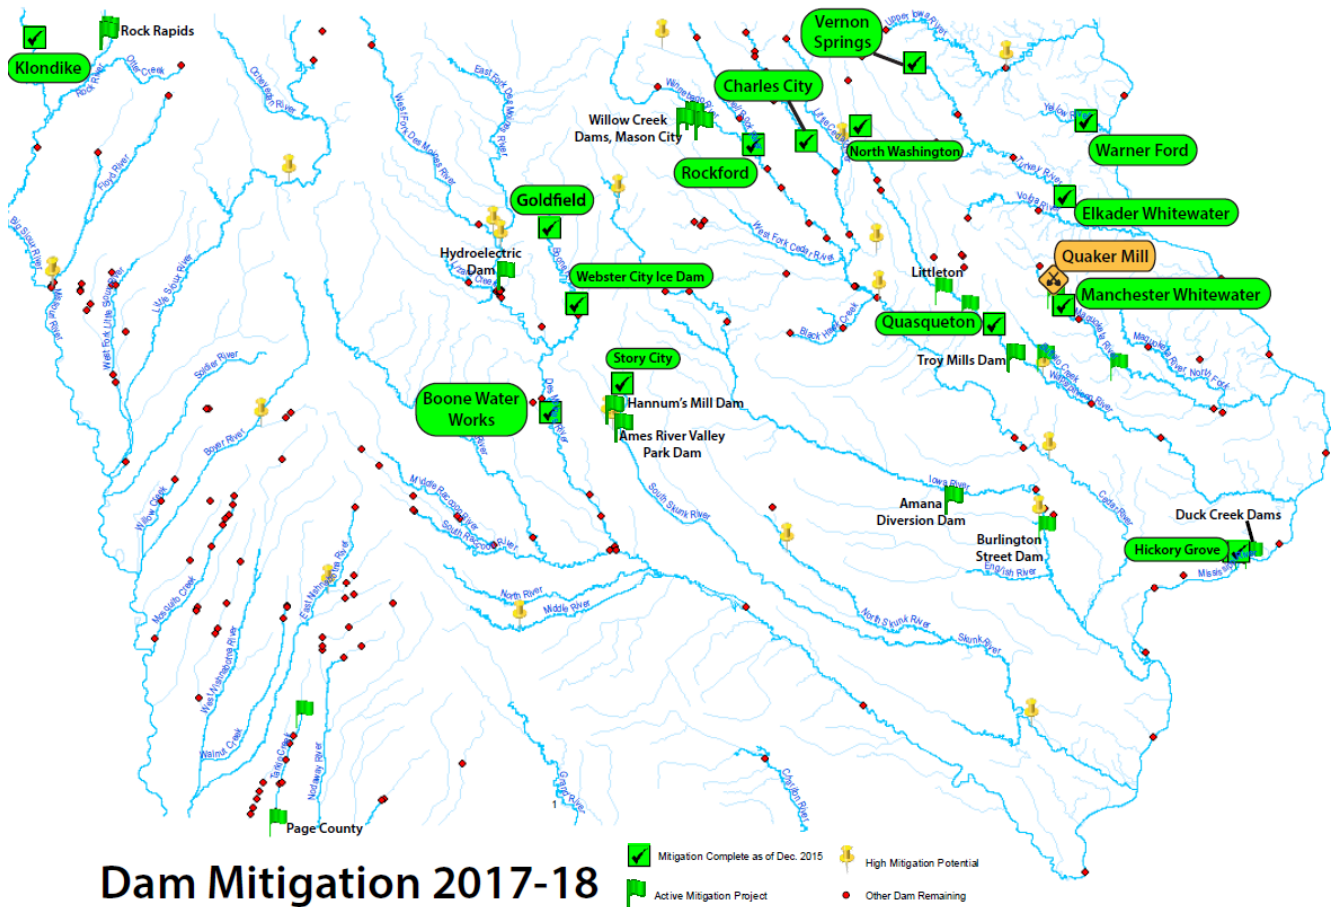 Rock Rapids
Klondike
Otter Creek
Rock River
Ocheyedan River
East Fork Des Moines River
West Fork Des Moines River
Upper Iowa River
Vernon
Springs
Charles City
Willow Creek
Dams, Mason City
Winnebago River
Rockford
North Washington
Yellow River
Warner Ford
Turkey River
Volga River
Elkader Whitewater
Floyd River
Big Sioux River
Goldfield
Hydroelectric
Dam
Webster City Ice Dam
West Fork Cedar River
Littleton
Quaker Mill
Manchester Whitewater
Missouri River
West Fork Little Sioux River
Little Sioux River
Black Hawk Creek
Quasqueton
Troy Mills Dam
Maquoketa River
Maquoketa River North Fork
Wapsipinicon River
Soldier River
Story City
Hannum's Mill Dam
Ames River Valley
Park Dam
Boone Water
Works
Des Moines River
Boyer River
Willow Creek
Middle Raccoon River
South Raccoon River
South Skunk River
Iowa River
Amana
Diversion Dam
Cedar River
Burlington
Street Dam
English River
Duck Creek Dams
Hickory Grove
Mosquito Creek
West Nishnabotna River
East Nishnabotna River
North River
Middle River
North Skunk River
Skunk River
Walnut Creek
Tarkio Creek
Nodaway River
Grand River
Chariton River
1
Page County
Dam Mitigation 2017-18
Mitigation Complete as of Dec. 2015
High Mitigation Potential
Active Mitigation Project
Other Dam Remaining